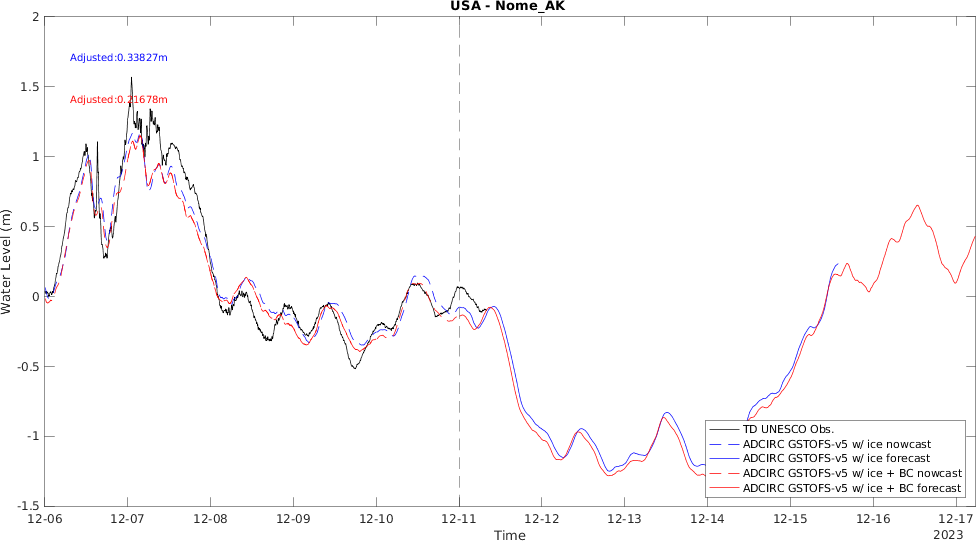 USA - Nome_AK
Water Level (m)
2
1.5
1
0.5
0
-0.5
-1
-1.5
Adjusted:0.33827m
Adjusted:0.21678m
TD UNESCO Obs.
ADCIRC GSTOFS-v5 w/ ice nowcast
ADCIRC GSTOFS-v5 w/ ice forecast
ADCIRC GSTOFS-v5 w/ ice + BC nowcast
ADCIRC GSTOFS-v5 w/ ice + BC forecast
12-06 12-07 12-08 12-09 12-10 12-11 12-12 12-13 12-14 12-15 12-16 12-17
Time
2023